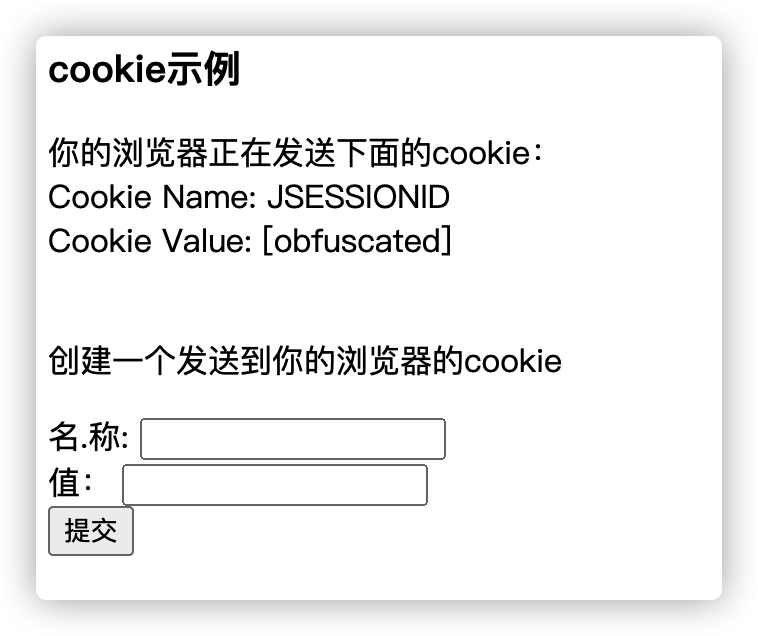 cookie示例
你的浏览器正在发送下面的cookie：
Cookie Name: JSESSIONID
Cookie Value: [obfuscated]
创建一个发送到你的浏览器的cookie
名.称:
值：
提交